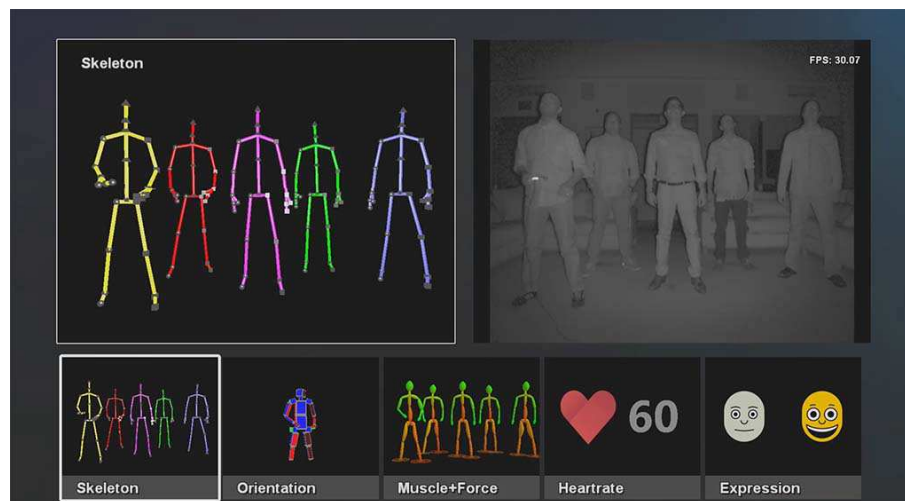 Skeleton
FPS: 30.07
60
Skeleton
Orientation
Muscle+Force
Heartrate
Expression